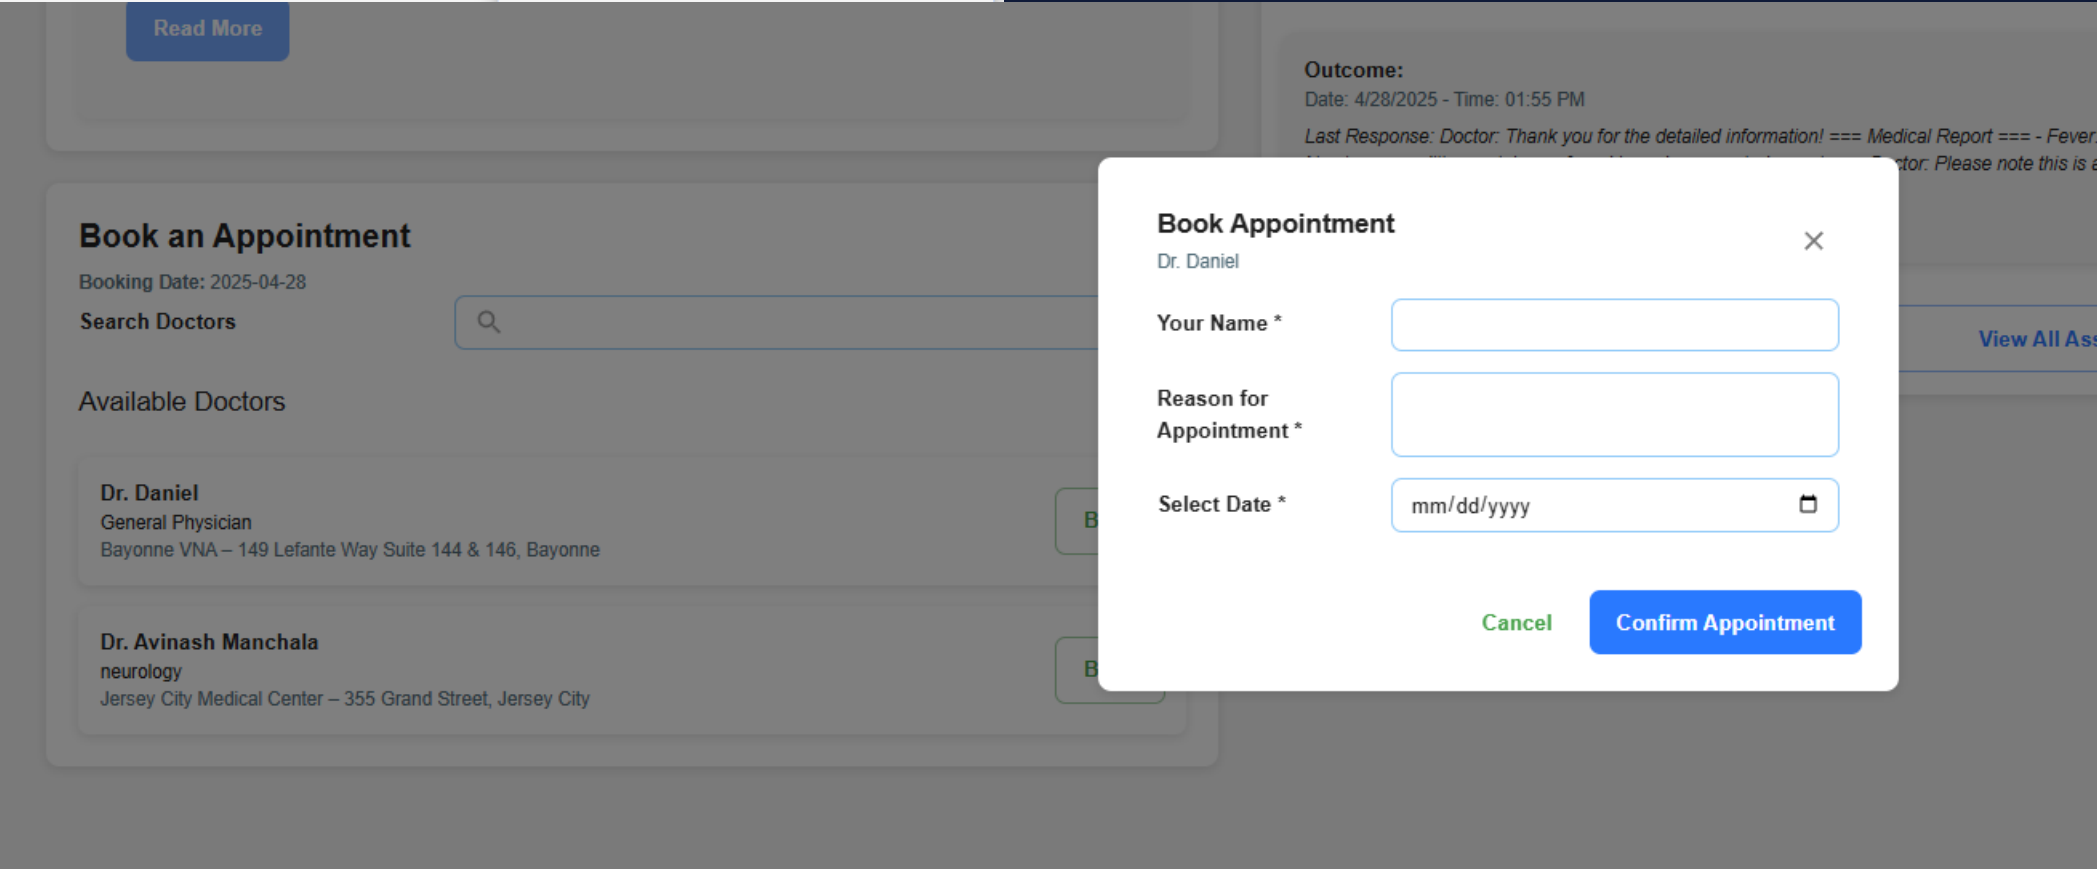 Read More
Book an Appointment
Booking Date: 2025-04-28
Search Doctors
Available Doctors
Dr. Daniel
General Physician
Bayonne VNA – 149 Lefante Way Suite 144 & 146, Bayonne
B
Dr. Avinash Manchala
neurology
Jersey City Medical Center – 355 Grand Street, Jersey City
B
Outcome:
Date: 4/28/2025 - Time: 01:55 PM
Last Response: Doctor: Thank you for the detailed information! === Medical Report === - Fever:
Please note this is a
View All Ass
Book Appointment
Dr. Daniel
Your Name *
Reason for
Appointment *
Select Date *
mm/dd/yyyy
Cancel
Confirm Appointment